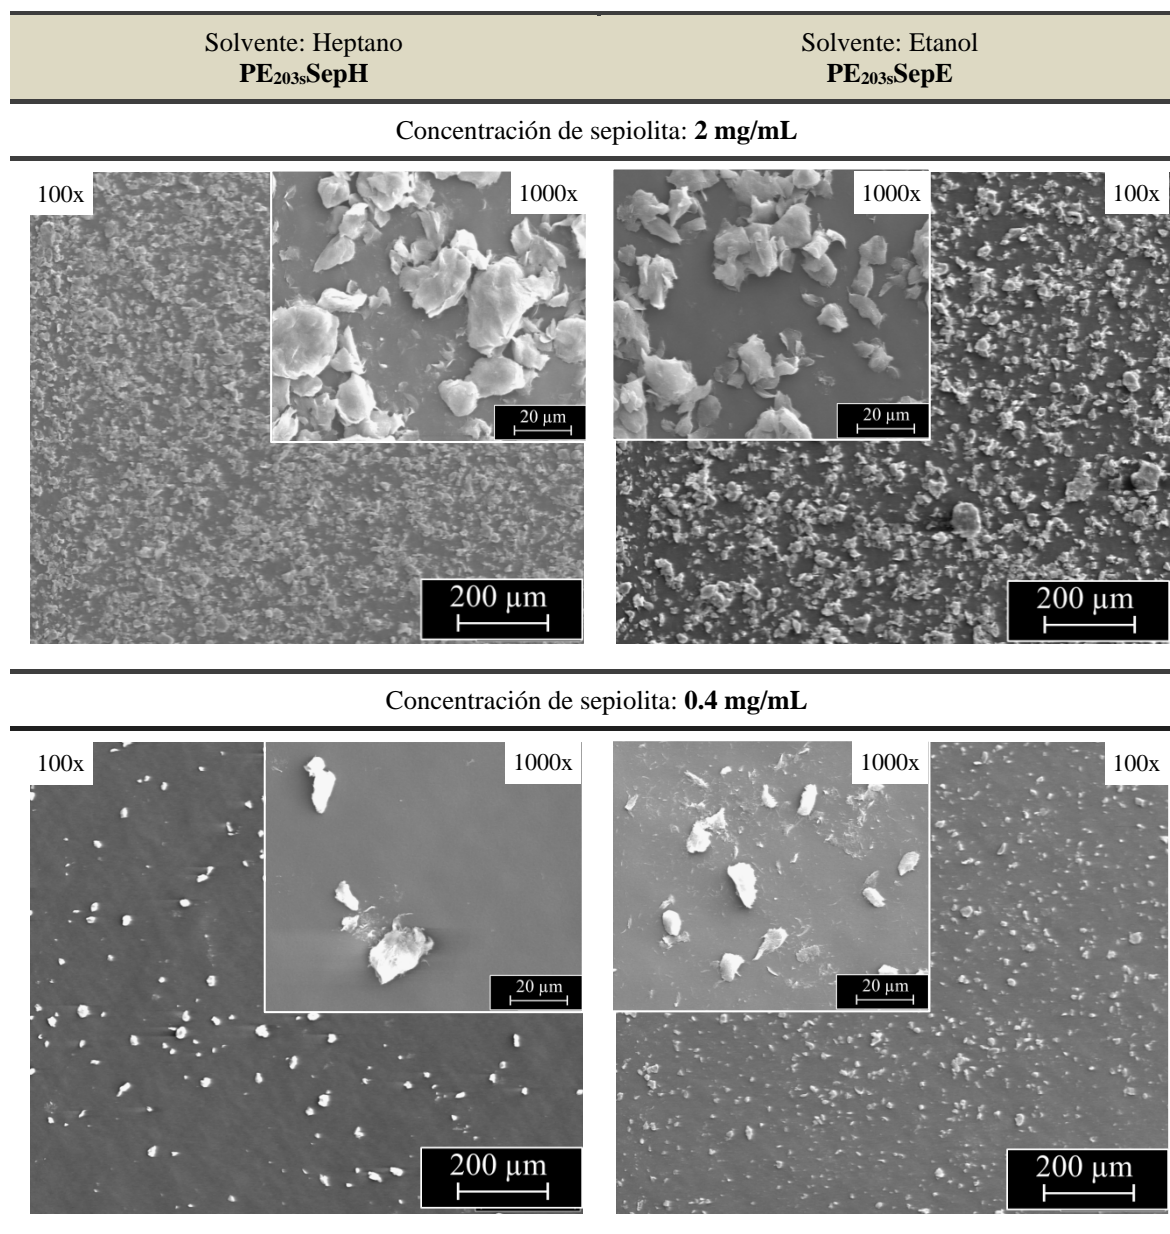 Solvente: Heptano
PE203sSepH
Solvente: Etanol
PE203sSepE
Concentración de sepiolita: 2 mg/mL
100x
1000x
20 µm
200 µm
1000x
100x
20 µm
200 µm
Concentración de sepiolita: 0.4 mg/mL
100x
1000x
20 µm
200 µm
1000x
100x
20 µm
200 µm